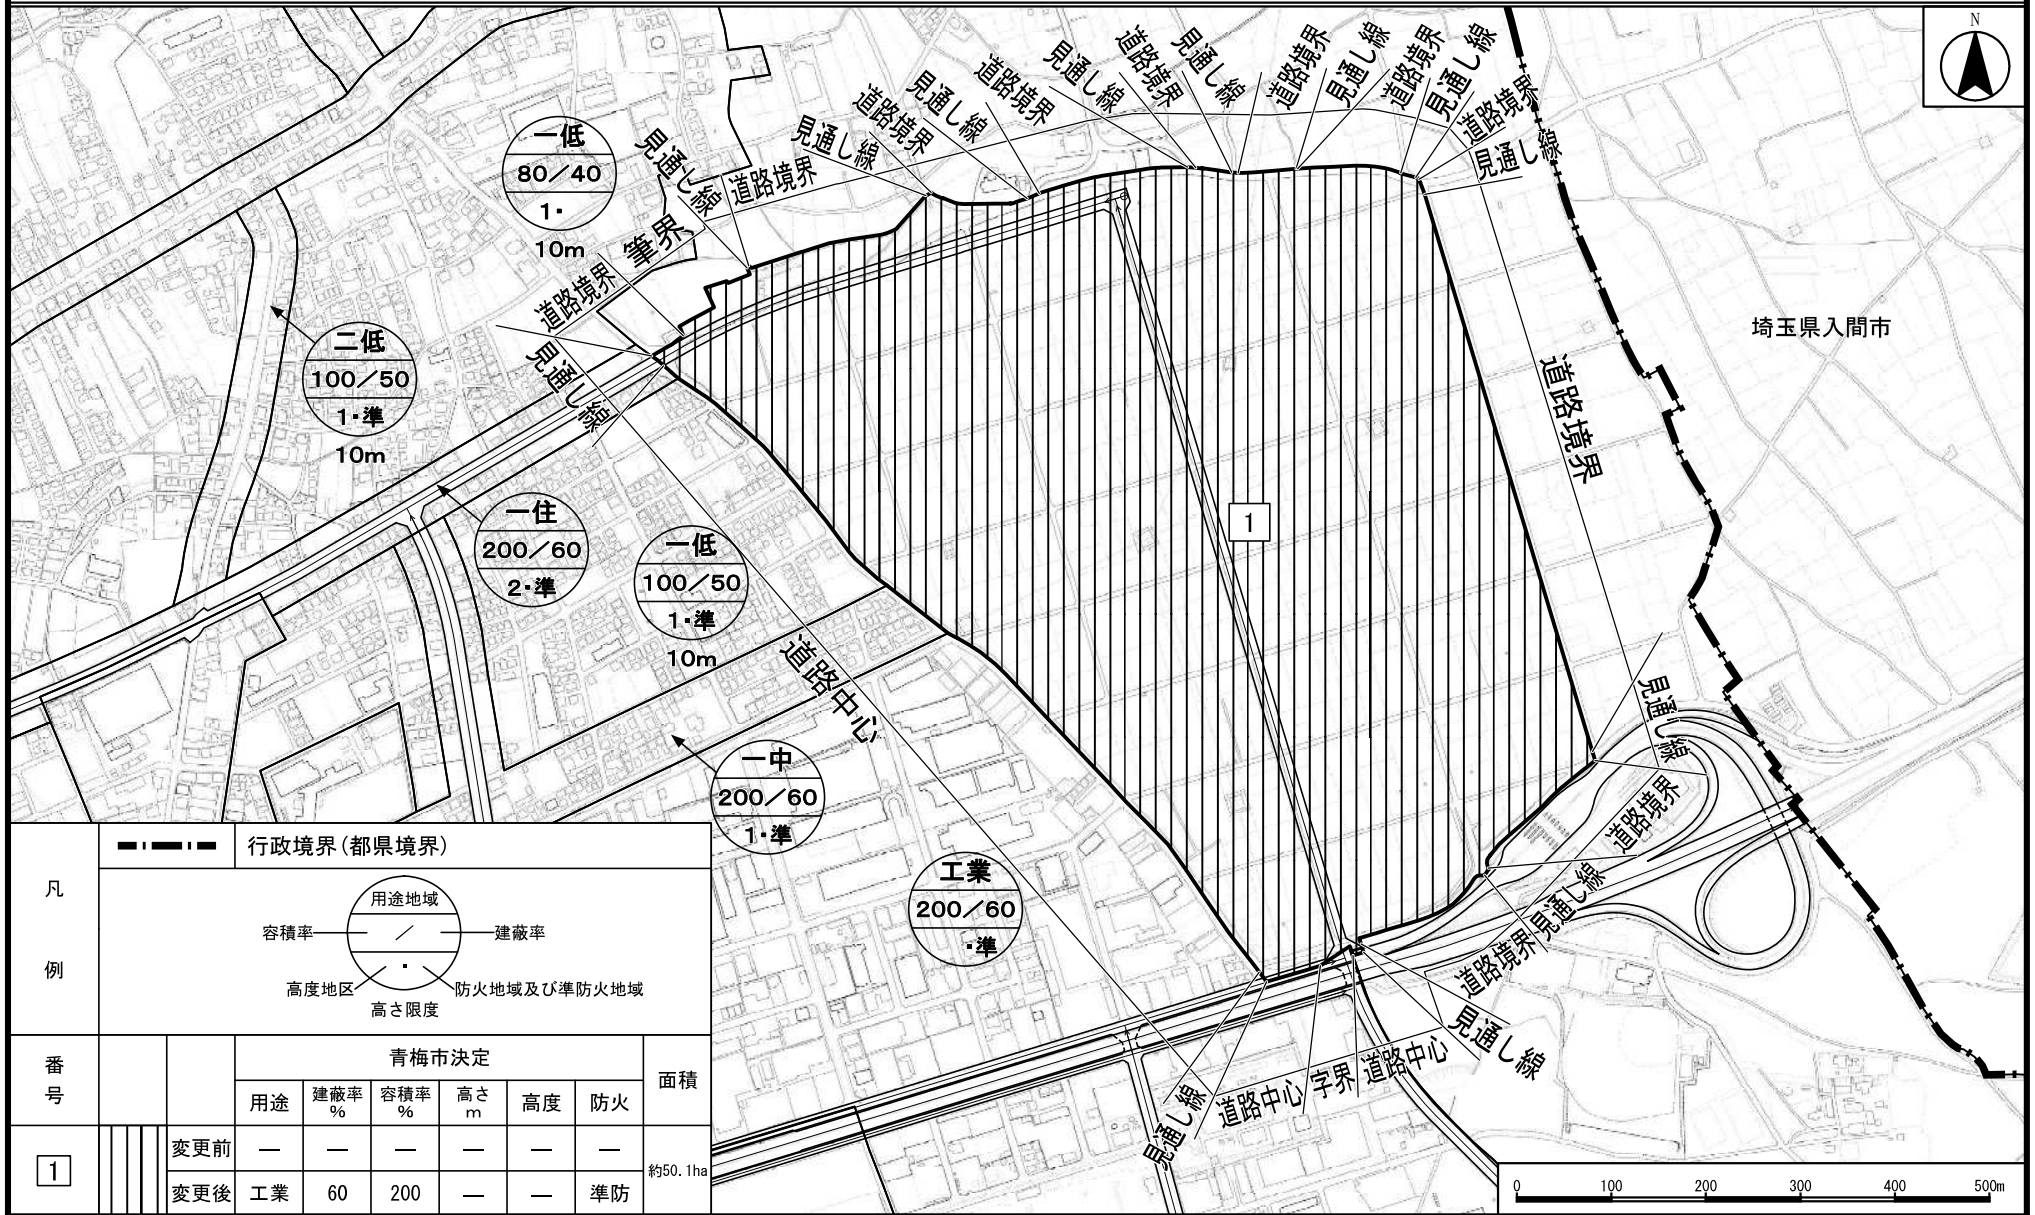 N
見通し線
道路境界
見通し線
道路境界
見通し線
道路境界
見通し線
道路境界
見通し線
道路境界
見通し線
道路境界
見通し線
道路境界
見通し線
一低
80／40
1・
10m
筆界
道路境界
見通し線
二低
100／50
1・準
10m
埼玉県入間市
道路境界
一住
200／60
2・準
一低
100／50
1・準
10m
1
道路中心
見通し線
一中
200／60
1・準
道路境界
工業
200／60
・準
見通し線
道路境界
見通し線
道路中心
字界
道路中心
見通し線
凡例
行政境界(都県境界)
用途地域
容積率
／
建蔽率
・
高度地区
防火地域及び準防火地域
高さ限度
番号
青梅市決定
面積
用途
建蔽率 %
容積率 %
高さ m
高度
防火
1
変更前 — — — — — —
約50.1ha
変更後 工業 60 200 — — 準防
0 100 200 300 400 500m